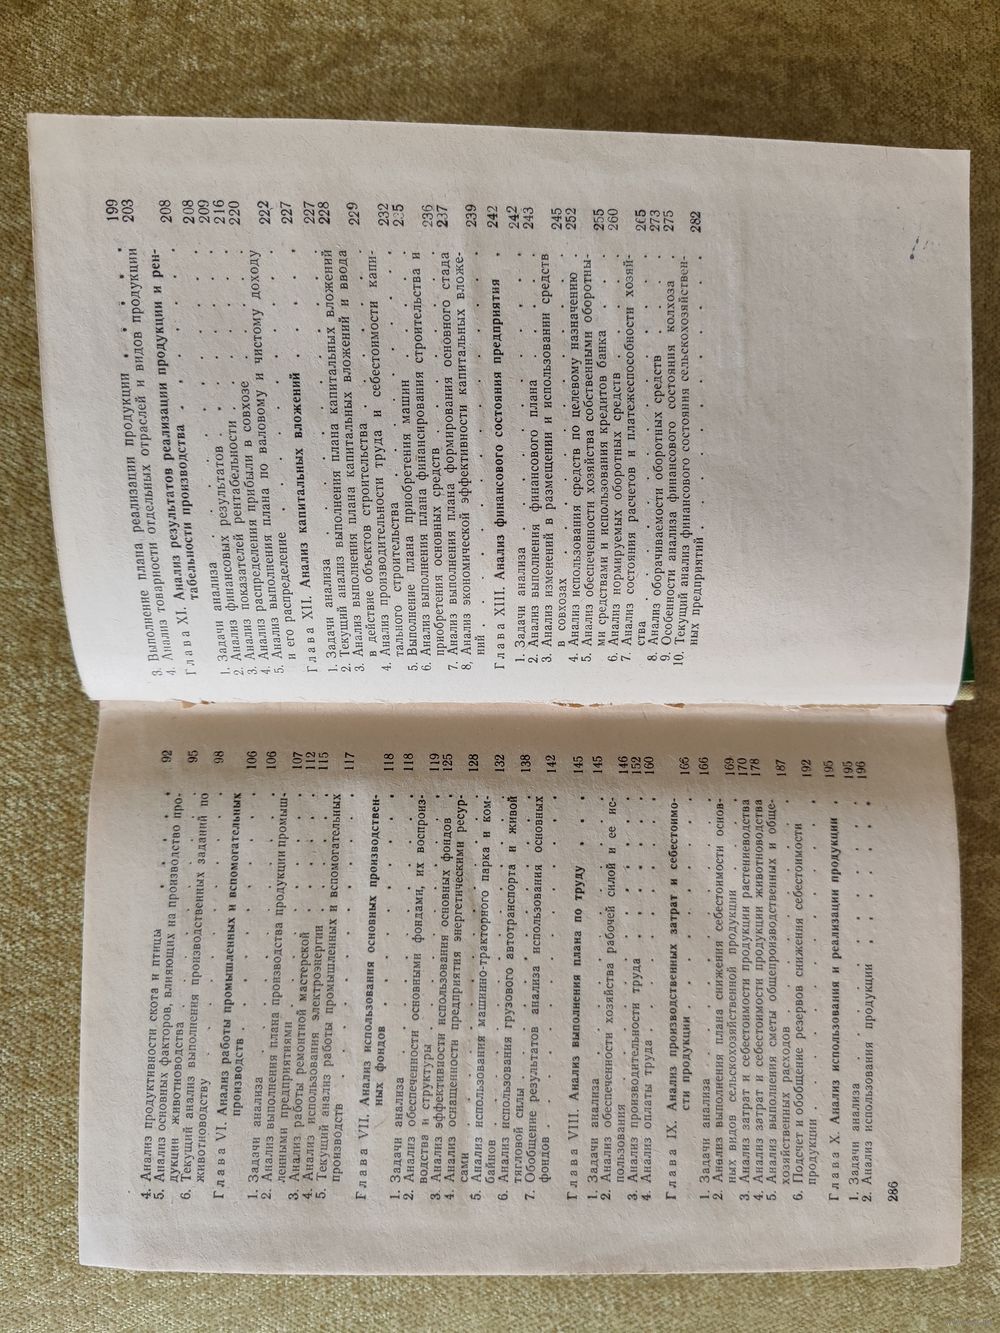 4. Анализ продуктивности скота и птицы . . . . 92
5. Анализ основных факторов, влияющих на производство про-
дукции животноводства . . . . . . . . 95
6. Текущий анализ выполнения производственных заданий по
животноводству . . . . . . . . . 98
Глава VI. Анализ работы промышленных и вспомогательных
производств . . . . . . . . . 106
1. Задачи анализа . . . . . . . . . 106
2. Анализ выполнения плана производства продукции промыш-
ленными предприятиями . . . . . . . . 107
3. Анализ работы ремонтной мастерской . . . . . 112
4. Анализ использования электроэнергии . . . . . 115
5. Текущий анализ работы промышленных и вспомогательных
производств . . . . . . . . . 117
Глава VII. Анализ использования основных производствен-
ных фондов . . . . . . . . . 118
1. Задачи анализа . . . . . . . . . 118
2. Анализ обеспеченности основными фондами, их воспроиз-
водства и структуры . . . . . . . . 119
3. Анализ эффективности использования основных фондов . 125
4. Анализ оснащенности предприятия энергетическими ресур-
сами . . . . . . . . . . 128
5. Анализ использования машинно-тракторного парка и ком-
байнов . . . . . . . . . . 132
6. Анализ использования грузового автотранспорта и живой
тягловой силы . . . . . . . . . 138
7. Обобщение результатов анализа использования основных
фондов . . . . . . . . . . 142
Глава VIII. Анализ выполнения плана по труду . . . 145
1. Задачи анализа . . . . . . . . . 145
2. Анализ обеспеченности хозяйства рабочей силой и ее ис-
пользования . . . . . . . . . 146
3. Анализ производительности труда . . . . . . 152
4. Анализ оплаты труда . . . . . . . . 160
Глава IX. Анализ производственных затрат и себестоимо-
сти продукции . . . . . . . . 166
1. Задачи анализа . . . . . . . . . 166
2. Анализ выполнения плана снижения себестоимости основ-
ных видов сельскохозяйственной продукции . . . . 169
3. Анализ затрат и себестоимости продукции растениеводства 170
4. Анализ затрат и себестоимости продукции животноводства 178
5. Анализ выполнения сметы общепроизводственных и обще-
хозяйственных расходов . . . . . . . 187
6. Подсчет и обобщение резервов снижения себестоимости
продукции . . . . . . . . . 192
Глава X. Анализ использования и реализации продукции . 195
1. Задачи анализа . . . . . . . . . 195
2. Анализ использования продукции . . . . . . 196
286
3. Выполнение плана реализации продукции . . . . 199
4. Анализ товарности отдельных отраслей и видов продукции 203
Глава XI. Анализ результатов реализации продукции и рен-
табельности производства . . . . . . 208
1. Задачи анализа . . . . . . . . . 208
2. Анализ финансовых результатов . . . . . . 209
3. Анализ показателей рентабельности . . . . . 216
4. Анализ распределения прибыли в совхозе . . . . 220
5. Анализ выполнения плана по валовому и чистому доходу
и его распределение . . . . . . . . 222
Глава XII. Анализ капитальных вложений . . . . 227
1. Задачи анализа . . . . . . . . . 227
2. Текущий анализ выполнения плана капитальных вложений 228
3. Анализ выполнения плана капитальных вложений и ввода
в действие объектов строительства . . . . . . 229
4. Анализ производительности труда и себестоимости капи-
тального строительства . . . . . . . 232
5. Выполнение плана приобретения машин . . . . 235
6. Анализ выполнения плана финансирования строительства и
приобретения основных средств . . . . . . 236
7. Анализ выполнения плана формирования основного стада 237
8. Анализ экономической эффективности капитальных вложе-
ний . . . . . . . . . . 239
Глава XIII. Анализ финансового состояния предприятия . 242
1. Задачи анализа . . . . . . . . . 242
2. Анализ выполнения финансового плана . . . . 243
3. Анализ изменений в размещении и использовании средств
в совхозах . . . . . . . . . 245
4. Анализ использования средств по целевому назначению 252
5. Анализ обеспеченности хозяйства собственными оборотны-
ми средствами и использования кредитов банка . . . 255
6. Анализ нормируемых оборотных средств . . . . 260
7. Анализ состояния расчетов и платежеспособности хозяй-
ства . . . . . . . . . . 265
8. Анализ оборачиваемости оборотных средств . . . 273
9. Особенности анализа финансового состояния колхоза . 275
10. Текущий анализ финансового состояния сельскохозяйствен-
ных предприятий . . . . . . . . 282